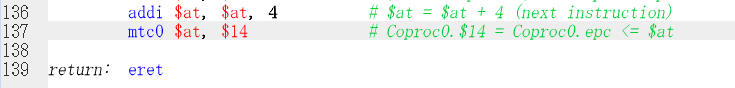 136 addi $at, $at, 4 # $at = $at + 4 (next instruction)
137 mtc0 $at, $14 # Coproc0.$14 = Coproc0.epc <= $at
138
139 return: eret